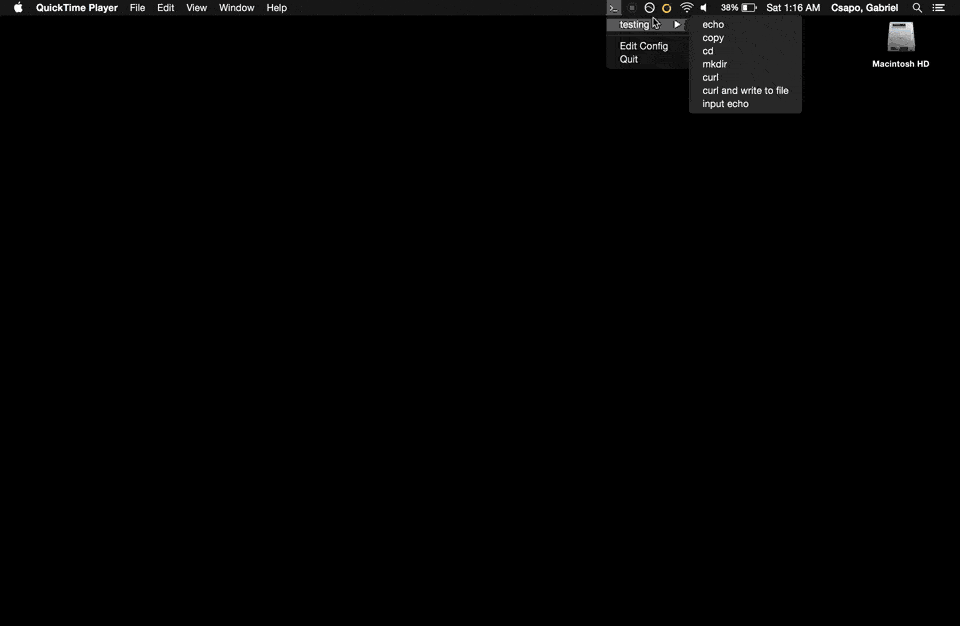 QuickTime Player File Edit View Window Help 38% Sat 1:16 AM Csapo, Gabriel
testing
Edit Config
Quit
echo
copy
cd
mkdir
curl
curl and write to file
input echo
Macintosh HD